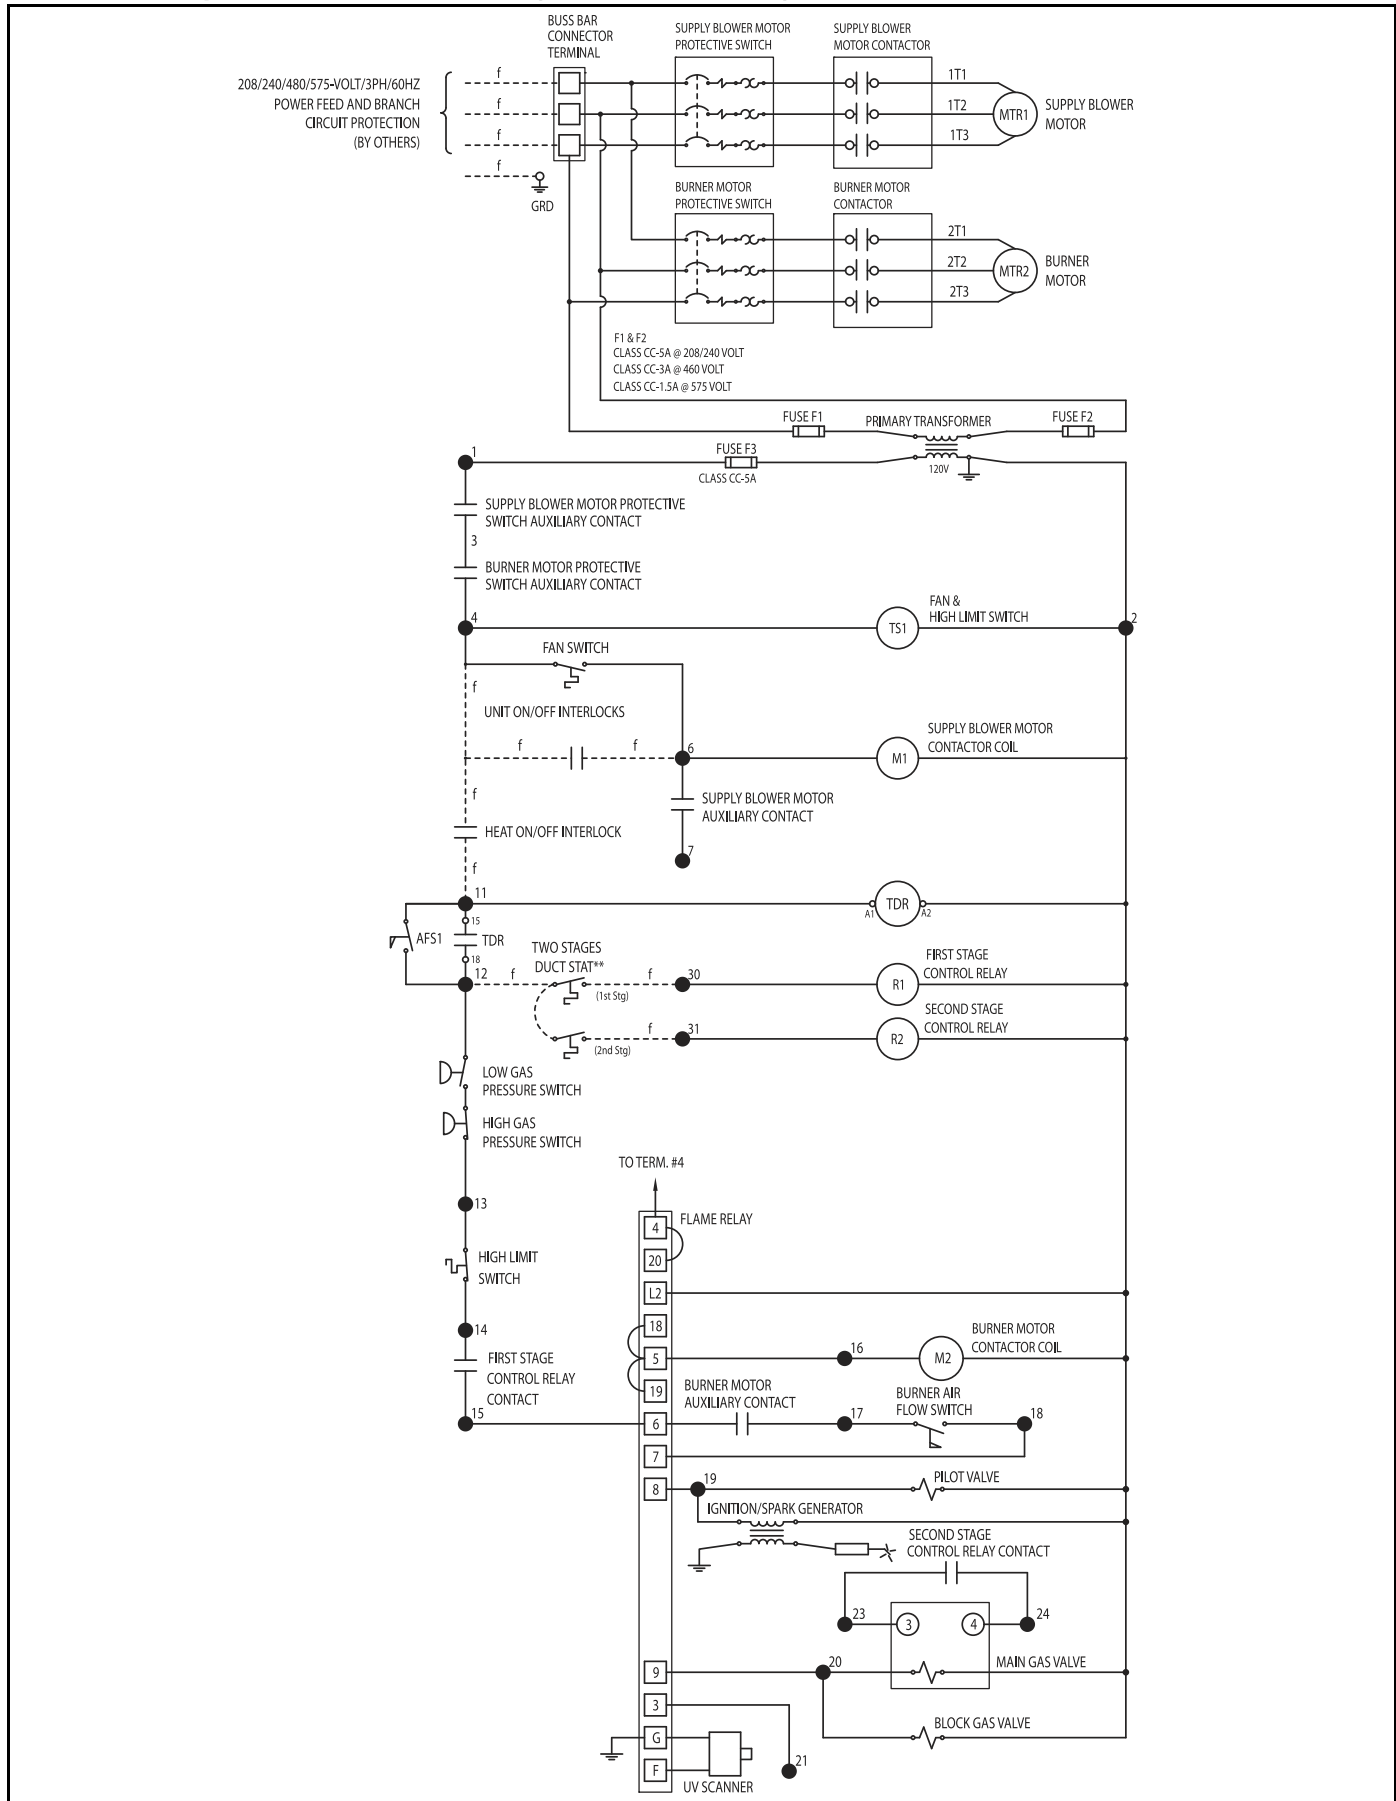 BUSS BAR
CONNECTOR
TERMINAL
SUPPLY BLOWER MOTOR
PROTECTIVE SWITCH
SUPPLY BLOWER
MOTOR CONTACTOR
208/240/480/575-VOLT/3PH/60HZ
POWER FEED AND BRANCH
CIRCUIT PROTECTION
(BY OTHERS)
f
f
f
f
GRD
1T1
1T2
1T3
MTR1
SUPPLY BLOWER
MOTOR
BURNER MOTOR
PROTECTIVE SWITCH
BURNER MOTOR
CONTACTOR
2T1
2T2
2T3
MTR2
BURNER
MOTOR
F1 & F2
CLASS CC-5A @ 208/240 VOLT
CLASS CC-3A @ 460 VOLT
CLASS CC-1.5A @ 575 VOLT
FUSE F1
PRIMARY TRANSFORMER
FUSE F2
1
FUSE F3
CLASS CC-5A
120V
SUPPLY BLOWER MOTOR PROTECTIVE
SWITCH AUXILIARY CONTACT
3
BURNER MOTOR PROTECTIVE
SWITCH AUXILIARY CONTACT
4
TS1
FAN &
HIGH LIMIT SWITCH
2
FAN SWITCH
f
UNIT ON/OFF INTERLOCKS
f
f
6
M1
SUPPLY BLOWER MOTOR
CONTACTOR COIL
f
SUPPLY BLOWER MOTOR
AUXILIARY CONTACT
HEAT ON/OFF INTERLOCK
7
f
11
A1
TDR
A2
AFS1
15
TDR
18
12
f
TWO STAGES
DUCT STAT**
(1st Stg)
f
30
R1
FIRST STAGE
CONTROL RELAY
(2nd Stg)
f
31
R2
SECOND STAGE
CONTROL RELAY
LOW GAS
PRESSURE SWITCH
HIGH GAS
PRESSURE SWITCH
TO TERM. #4
13
4
FLAME RELAY
20
HIGH LIMIT
SWITCH
L2
14
18
FIRST STAGE
CONTROL RELAY
CONTACT
5
16
M2
BURNER MOTOR
CONTACTOR COIL
19
BURNER MOTOR
AUXILIARY CONTACT
BURNER AIR
FLOW SWITCH
15
6
17
18
7
8
19
PILOT VALVE
IGNITION/SPARK GENERATOR
SECOND STAGE
CONTROL RELAY CONTACT
23
3
4
24
9
20
MAIN GAS VALVE
3
BLOCK GAS VALVE
G
21
F
UV SCANNER